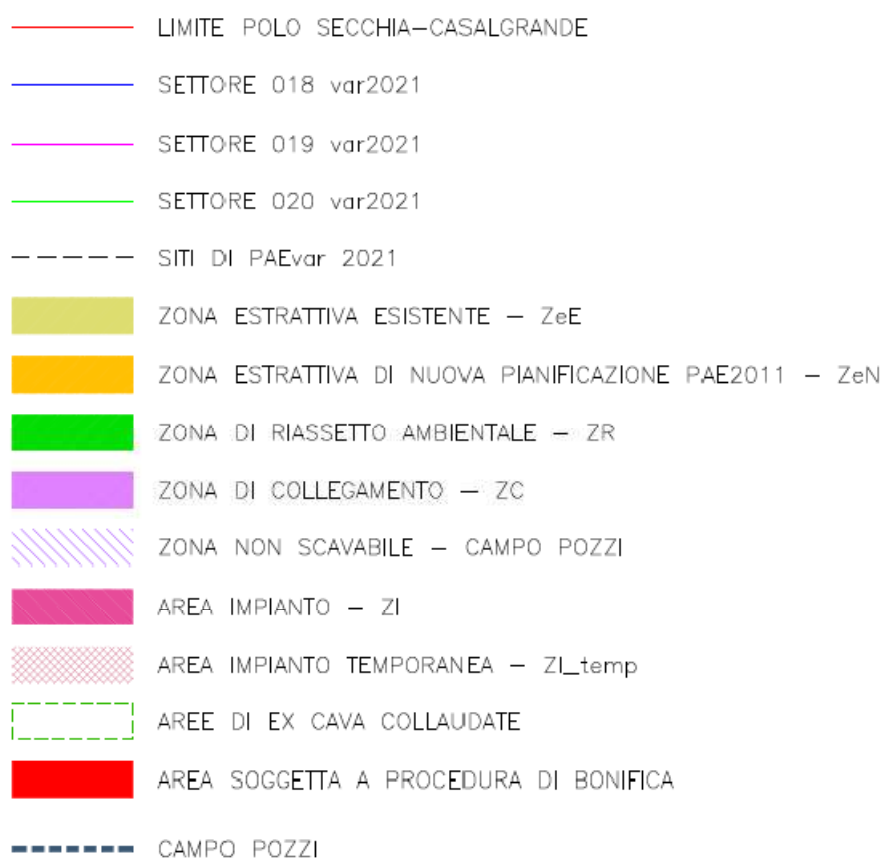 LIMITE POLO SECCHIA-CASALGRANDE
SETTORE 018 var2021
SETTORE 019 var2021
SETTORE 020 var2021
SITI DI PAEvar 2021
ZONA ESTRATTIVA ESISTENTE - ZeE
ZONA ESTRATTIVA DI NUOVA PIANIFICAZIONE PAE2011 - ZeN
ZONA DI RIASSETTO AMBIENTALE - ZR
ZONA DI COLLEGAMENTO - ZC
ZONA NON SCAVABILE - CAMPO POZZI
AREA IMPIANTO - ZI
AREA IMPIANTO TEMPORANEA - ZI_temp
AREE DI EX CAVA COLLAUDATE
AREA SOGGETTA A PROCEDURA DI BONIFICA
CAMPO POZZI